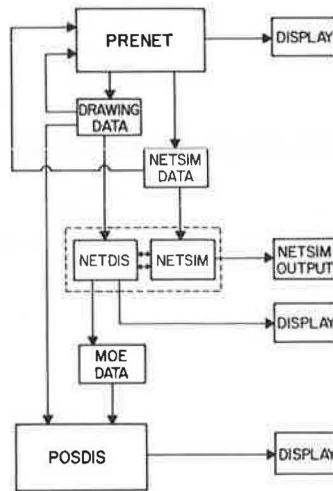 PRENET
DISPLAY
DRAWING
DATA
NETSIM
DATA
NETDIS
NETSIM
NETSIM
OUTPUT
DISPLAY
MOE
DATA
POSDIS
DISPLAY